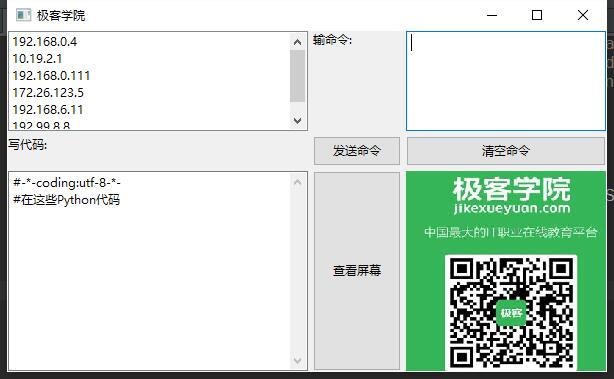 极客学院
192.168.0.4
10.19.2.1
192.168.0.111
172.26.123.5
192.168.6.11
192.99.8.8
输命令:
写代码:
发送命令
清空命令
#-*-coding:utf-8-*-
#在这些Python代码
查看屏幕
极客学院
jikexueyuan.com
中国最大的IT职业在线教育平台
极客